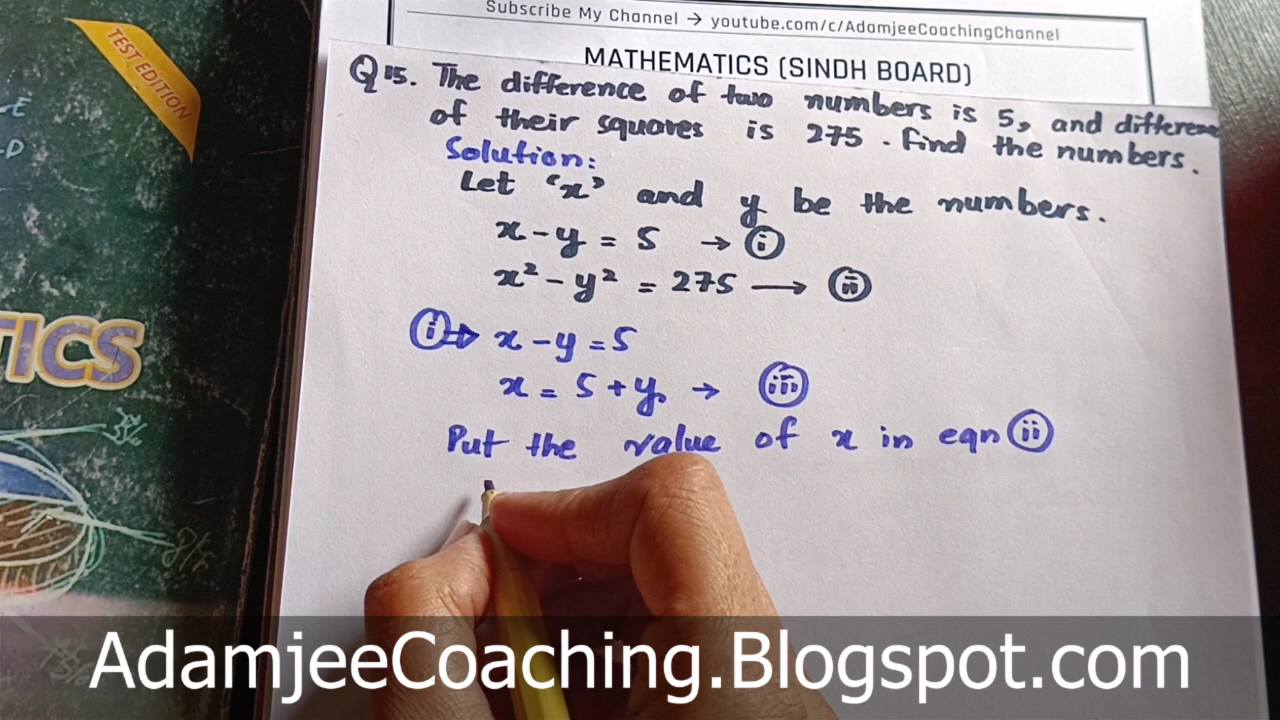 Subscribe My Channel → youtube.com/c/AdamjeeCoachingChannel
MATHEMATICS (SINDH BOARD)
Q15. The difference of two numbers is 5, and differenc
of their squares is 275. Find the numbers.
Solution:
Let 'x' and y be the numbers.
x - y = 5 → (i)
x² - y² = 275 → (ii)
(i) ⇒ x - y = 5
x = 5 + y → (iii)
Put the value of x in eqn (ii)
TEST EDITION
TICS
AdamjeeCoaching.Blogspot.com